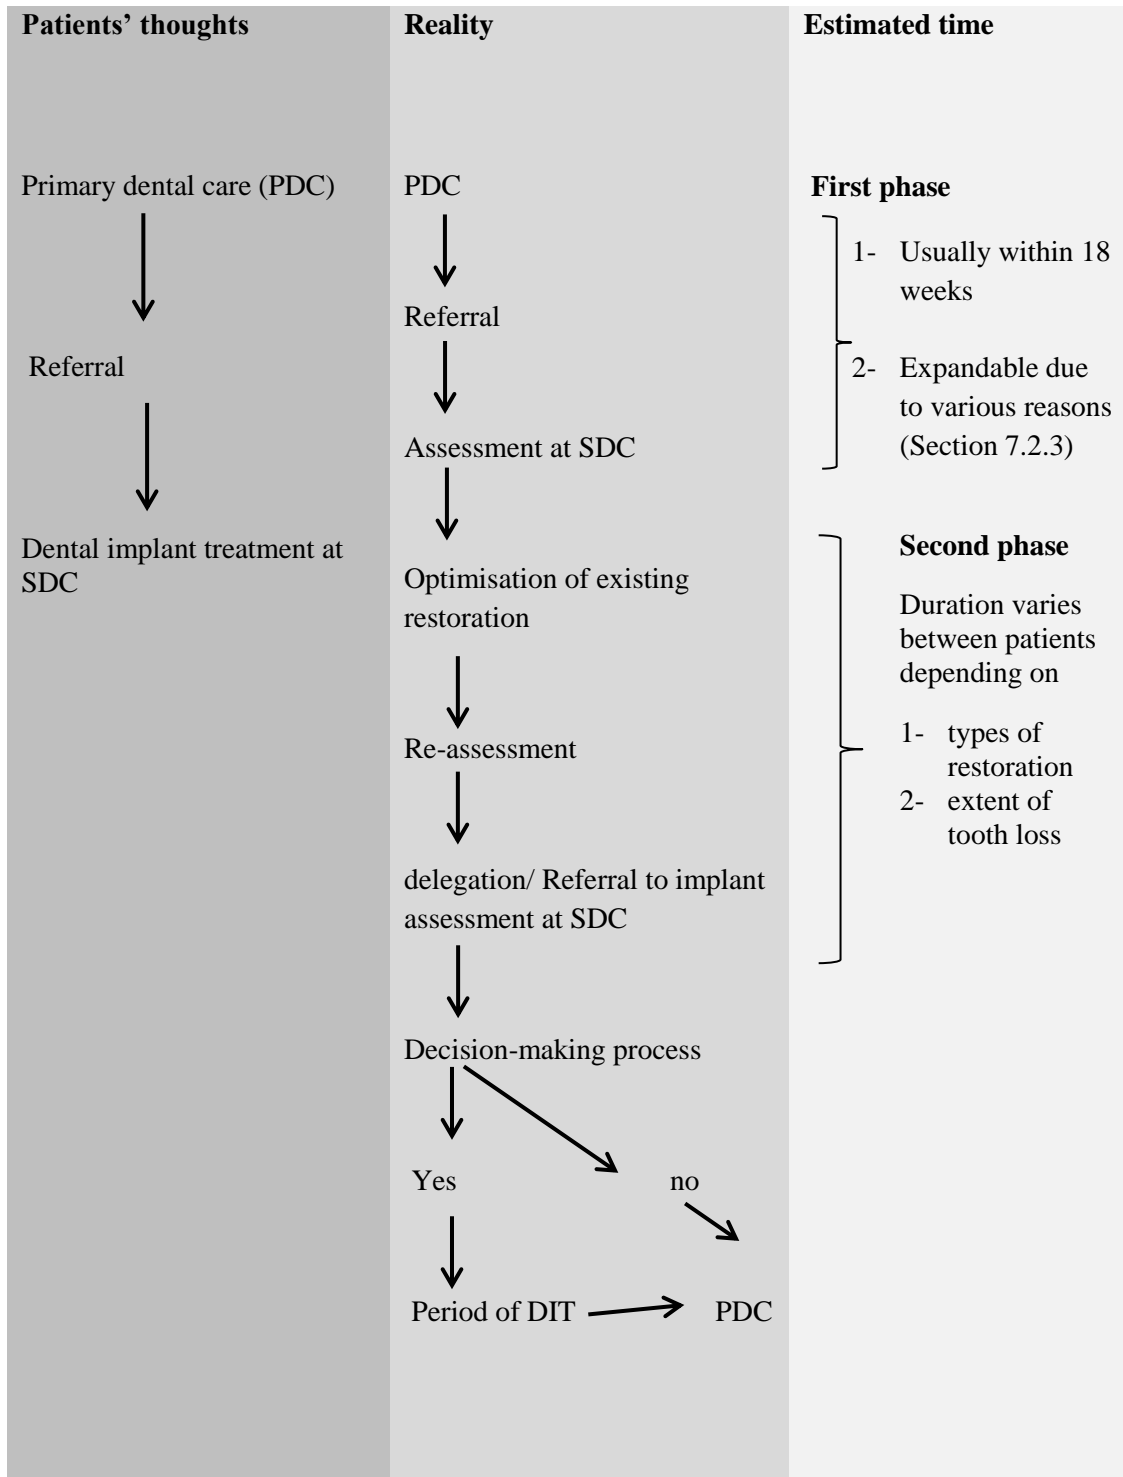 Patients’ thoughts
Primary dental care (PDC)
Referral
Dental implant treatment at
SDC
Reality
PDC
Referral
Assessment at SDC
Optimisation of existing
restoration
Re-assessment
delegation/ Referral to implant
assessment at SDC
Decision-making process
Yes
no
Period of DIT
PDC
Estimated time
First phase
1- Usually within 18
weeks
2- Expandable due
to various reasons
(Section 7.2.3)
Second phase
Duration varies
between patients
depending on
1- types of
restoration
2- extent of
tooth loss